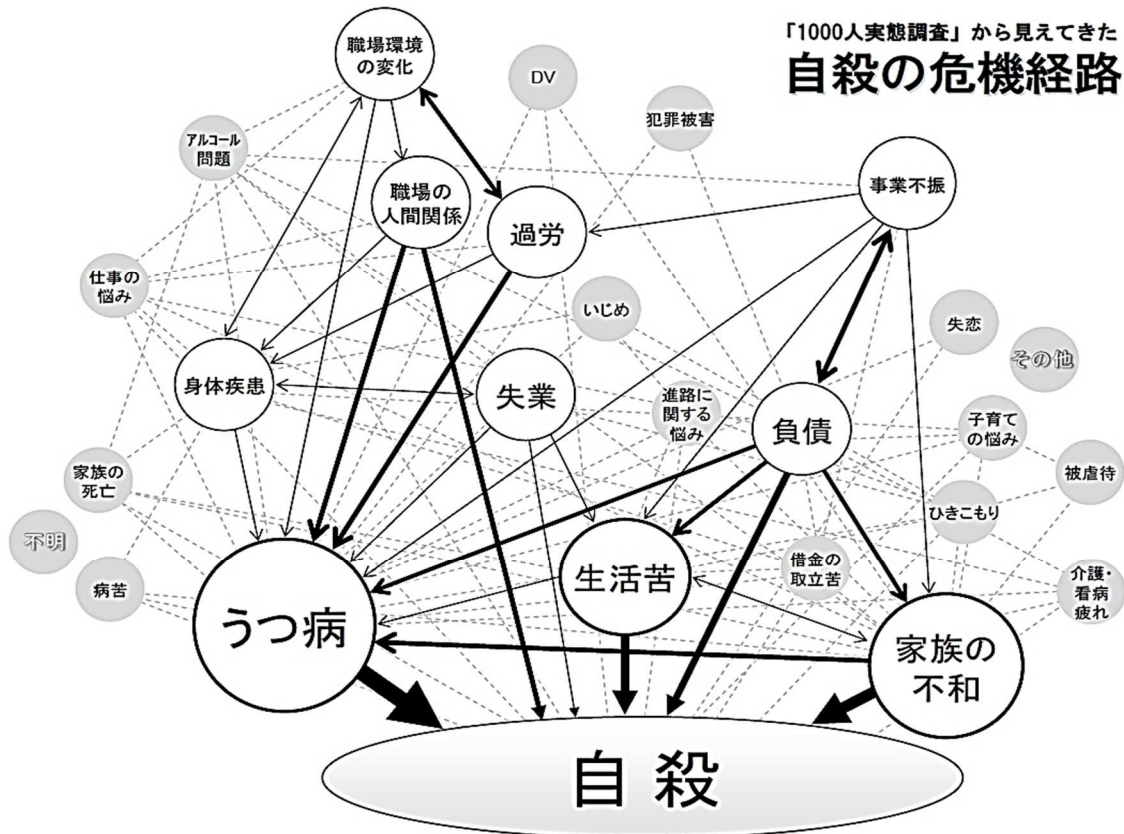 「1000人実態調査」から見えてきた
自殺の危機経路
職場環境
の変化
DV
犯罪被害
アルコール
問題
職場の
人間関係
過労
事業不振
仕事の
悩み
いじめ
失恋
その他
身体疾患
失業
進路に
関する
悩み
負債
子育て
の悩み
家族の
死亡
被虐待
ひきこもり
不明
病苦
うつ病
生活苦
借金の
取立苦
介護・
看病
疲れ
家族の
不和
自殺